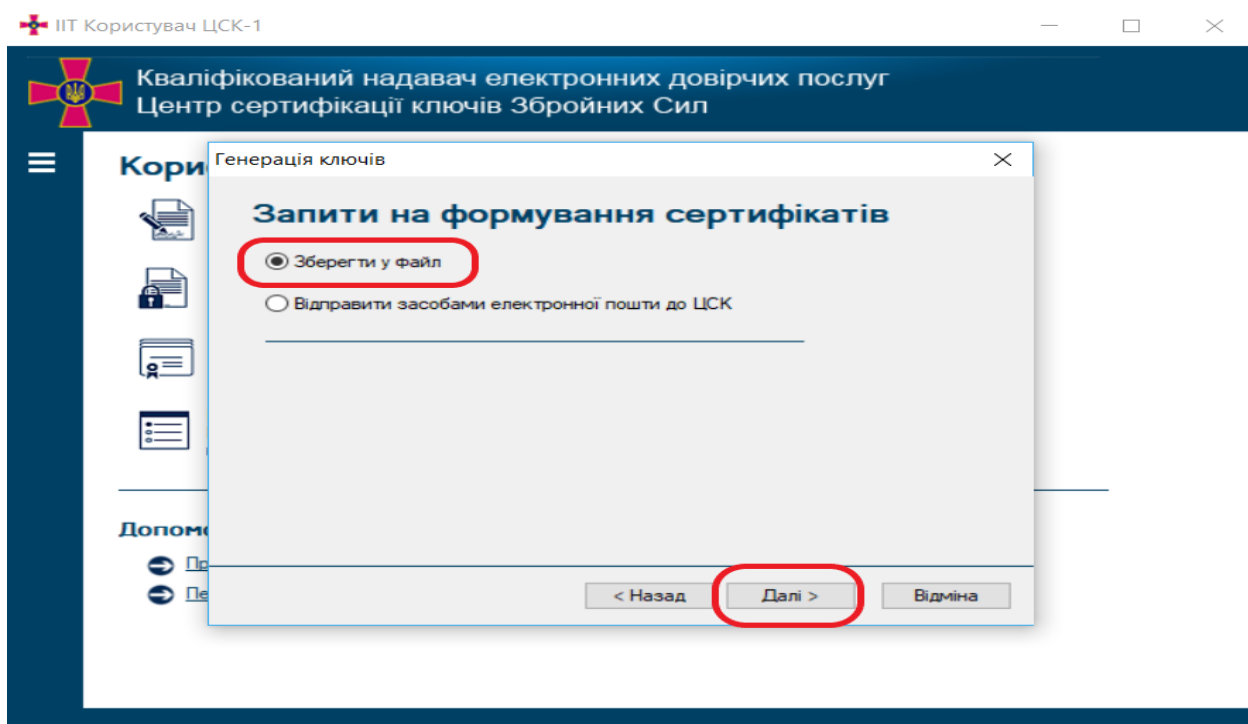 ІІТ Користувач ЦСК-1
Кваліфікований надавач електронних довірчих послуг
Центр сертифікації ключів Збройних Сил
Генерація ключів
Запити на формування сертифікатів
Зберегти у файл
Відправити засобами електронної пошти до ЦСК
< Назад
Далі >
Відміна